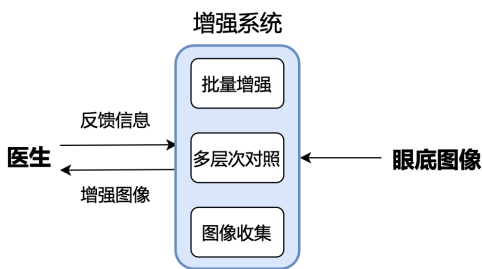 增强系统
批量增强
反馈信息
医生
多层次对照
眼底图像
增强图像
图像收集